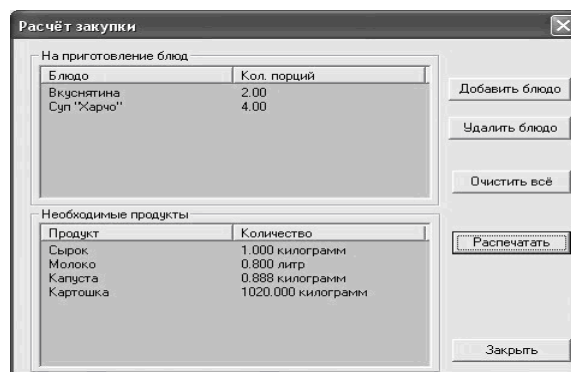 Расчёт закупки
На приготовление блюд
Блюдо Кол. порций
Вкуснятина 2.00
Суп "Харчо" 4.00
Добавить блюдо
Удалить блюдо
Очистить всё
Необходимые продукты
Продукт Количество
Сырок 1.000 килограмм
Молоко 0.800 литр
Капуста 0.888 килограмм
Картошка 1020.000 килограмм
Распечатать
Закрыть